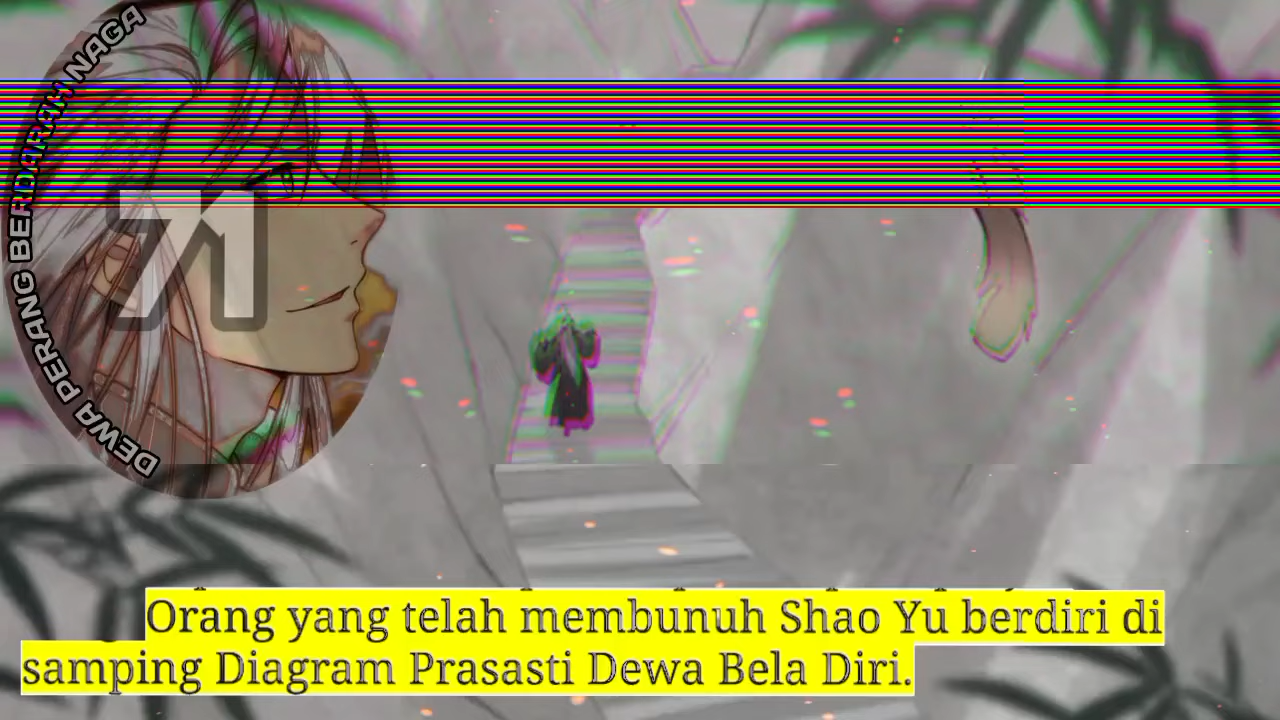 DEWA PERANG BERDARAH NAGA
71
Orang yang telah membunuh Shao Yu berdiri di
samping Diagram Prasasti Dewa Bela Diri.